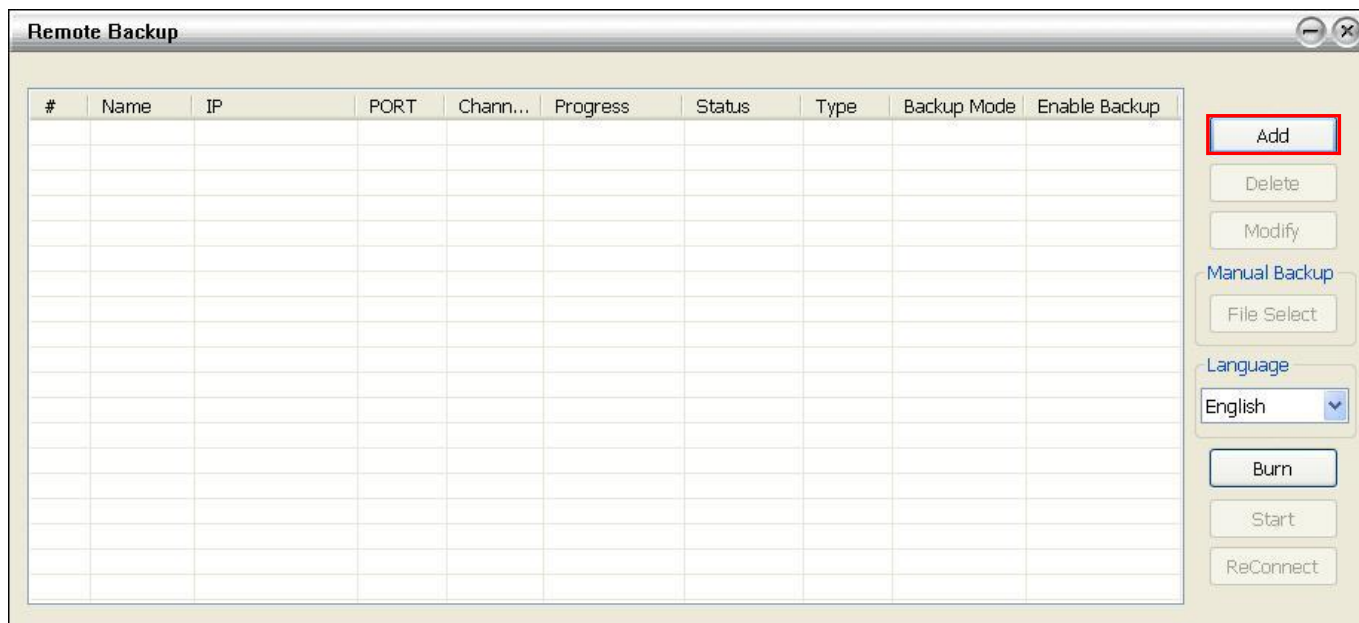 Remote Backup
# Name IP PORT Chann... Progress Status Type Backup Mode Enable Backup
Add
Delete
Modify
Manual Backup
File Select
Language
English
Burn
Start
ReConnect